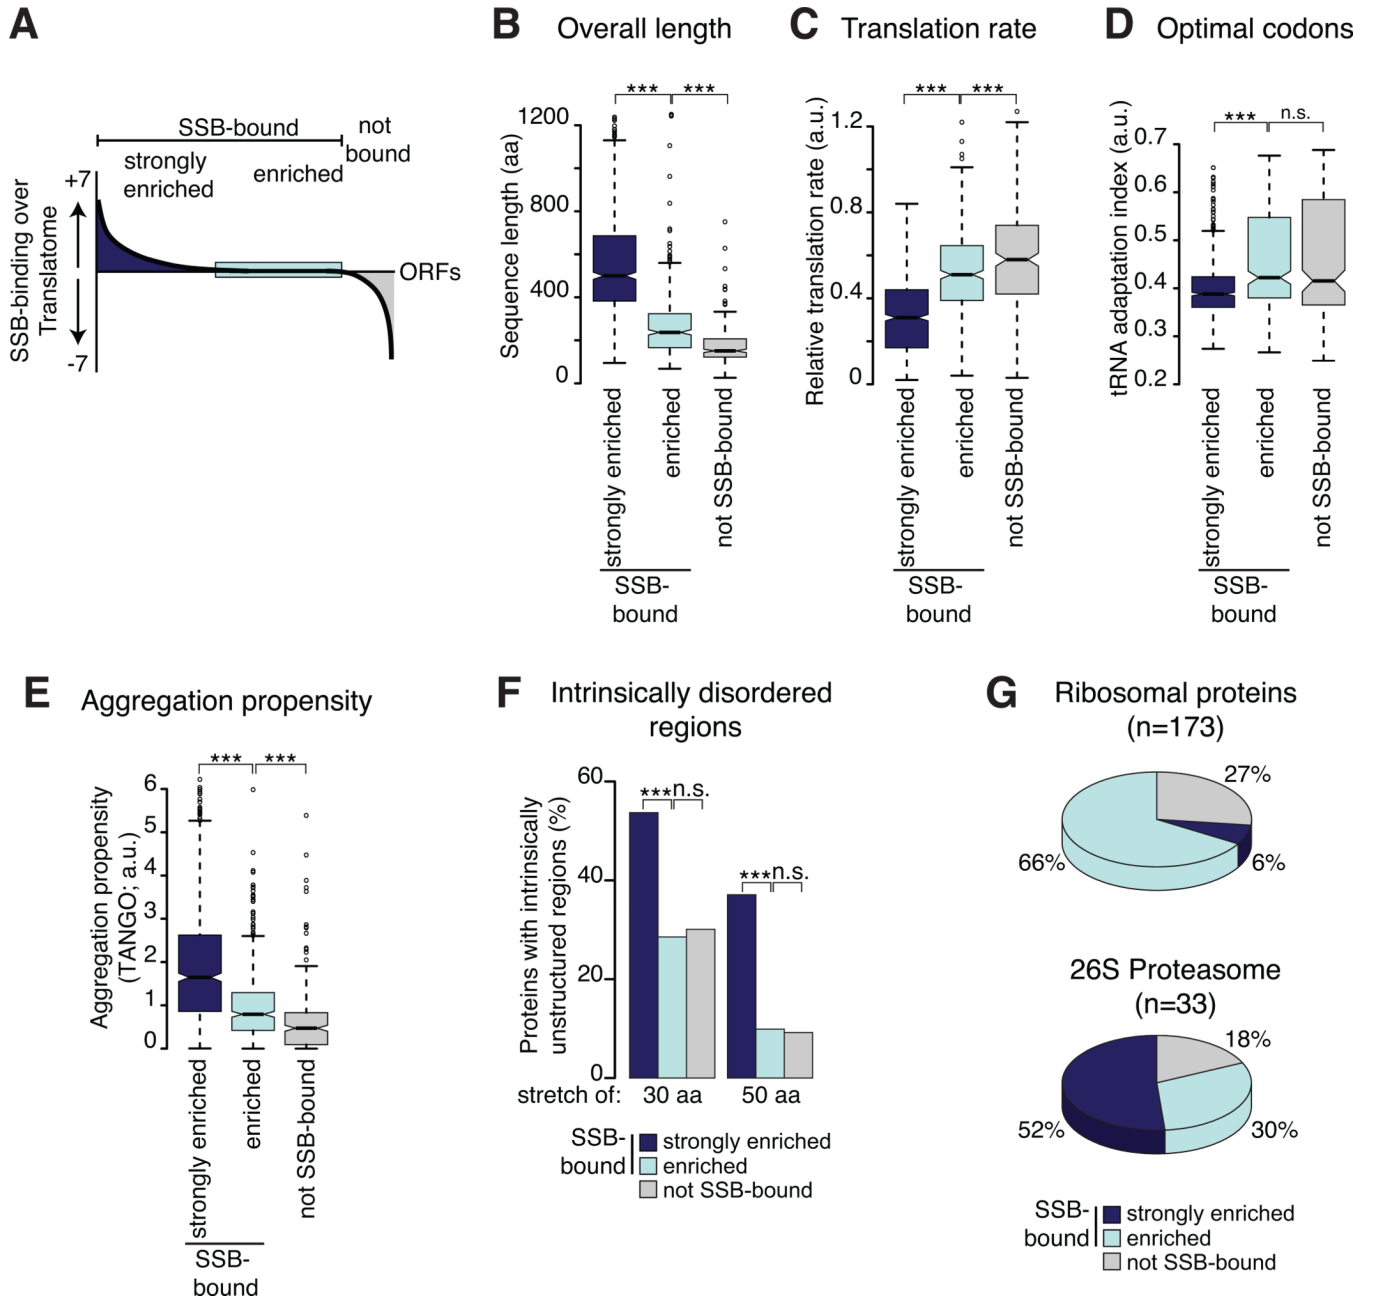 A
SSB-bound
not
bound
strongly
enriched
enriched
+7
-7
SSB-binding over
Translatome
ORFs
B
Overall length
Sequence length (aa)
1200
800
400
0
***
***
strongly enriched
enriched
not SSB-bound
SSB-
bound
C
Translation rate
Relative translation rate (a.u.)
1.2
0.8
0.4
0
***
***
strongly enriched
enriched
not SSB-bound
SSB-
bound
D
Optimal codons
tRNA adaptation index (a.u.)
0.7
0.6
0.5
0.4
0.3
0.2
***
n.s.
strongly enriched
enriched
not SSB-bound
SSB-
bound
E
Aggregation propensity
Aggregation propensity
(TANGO; a.u.)
6
5
4
3
2
1
0
***
***
strongly enriched
enriched
not SSB-bound
SSB-
bound
F
Intrinsically disordered
regions
Proteins with intrinsically
unstructured regions (%)
60
40
20
0
***
n.s.
***
n.s.
stretch of:
30 aa
50 aa
SSB-
bound
strongly enriched
enriched
not SSB-bound
G
Ribosomal proteins
(n=173)
27%
66%
6%
26S Proteasome
(n=33)
18%
52%
30%
SSB-
bound
strongly enriched
enriched
not SSB-bound